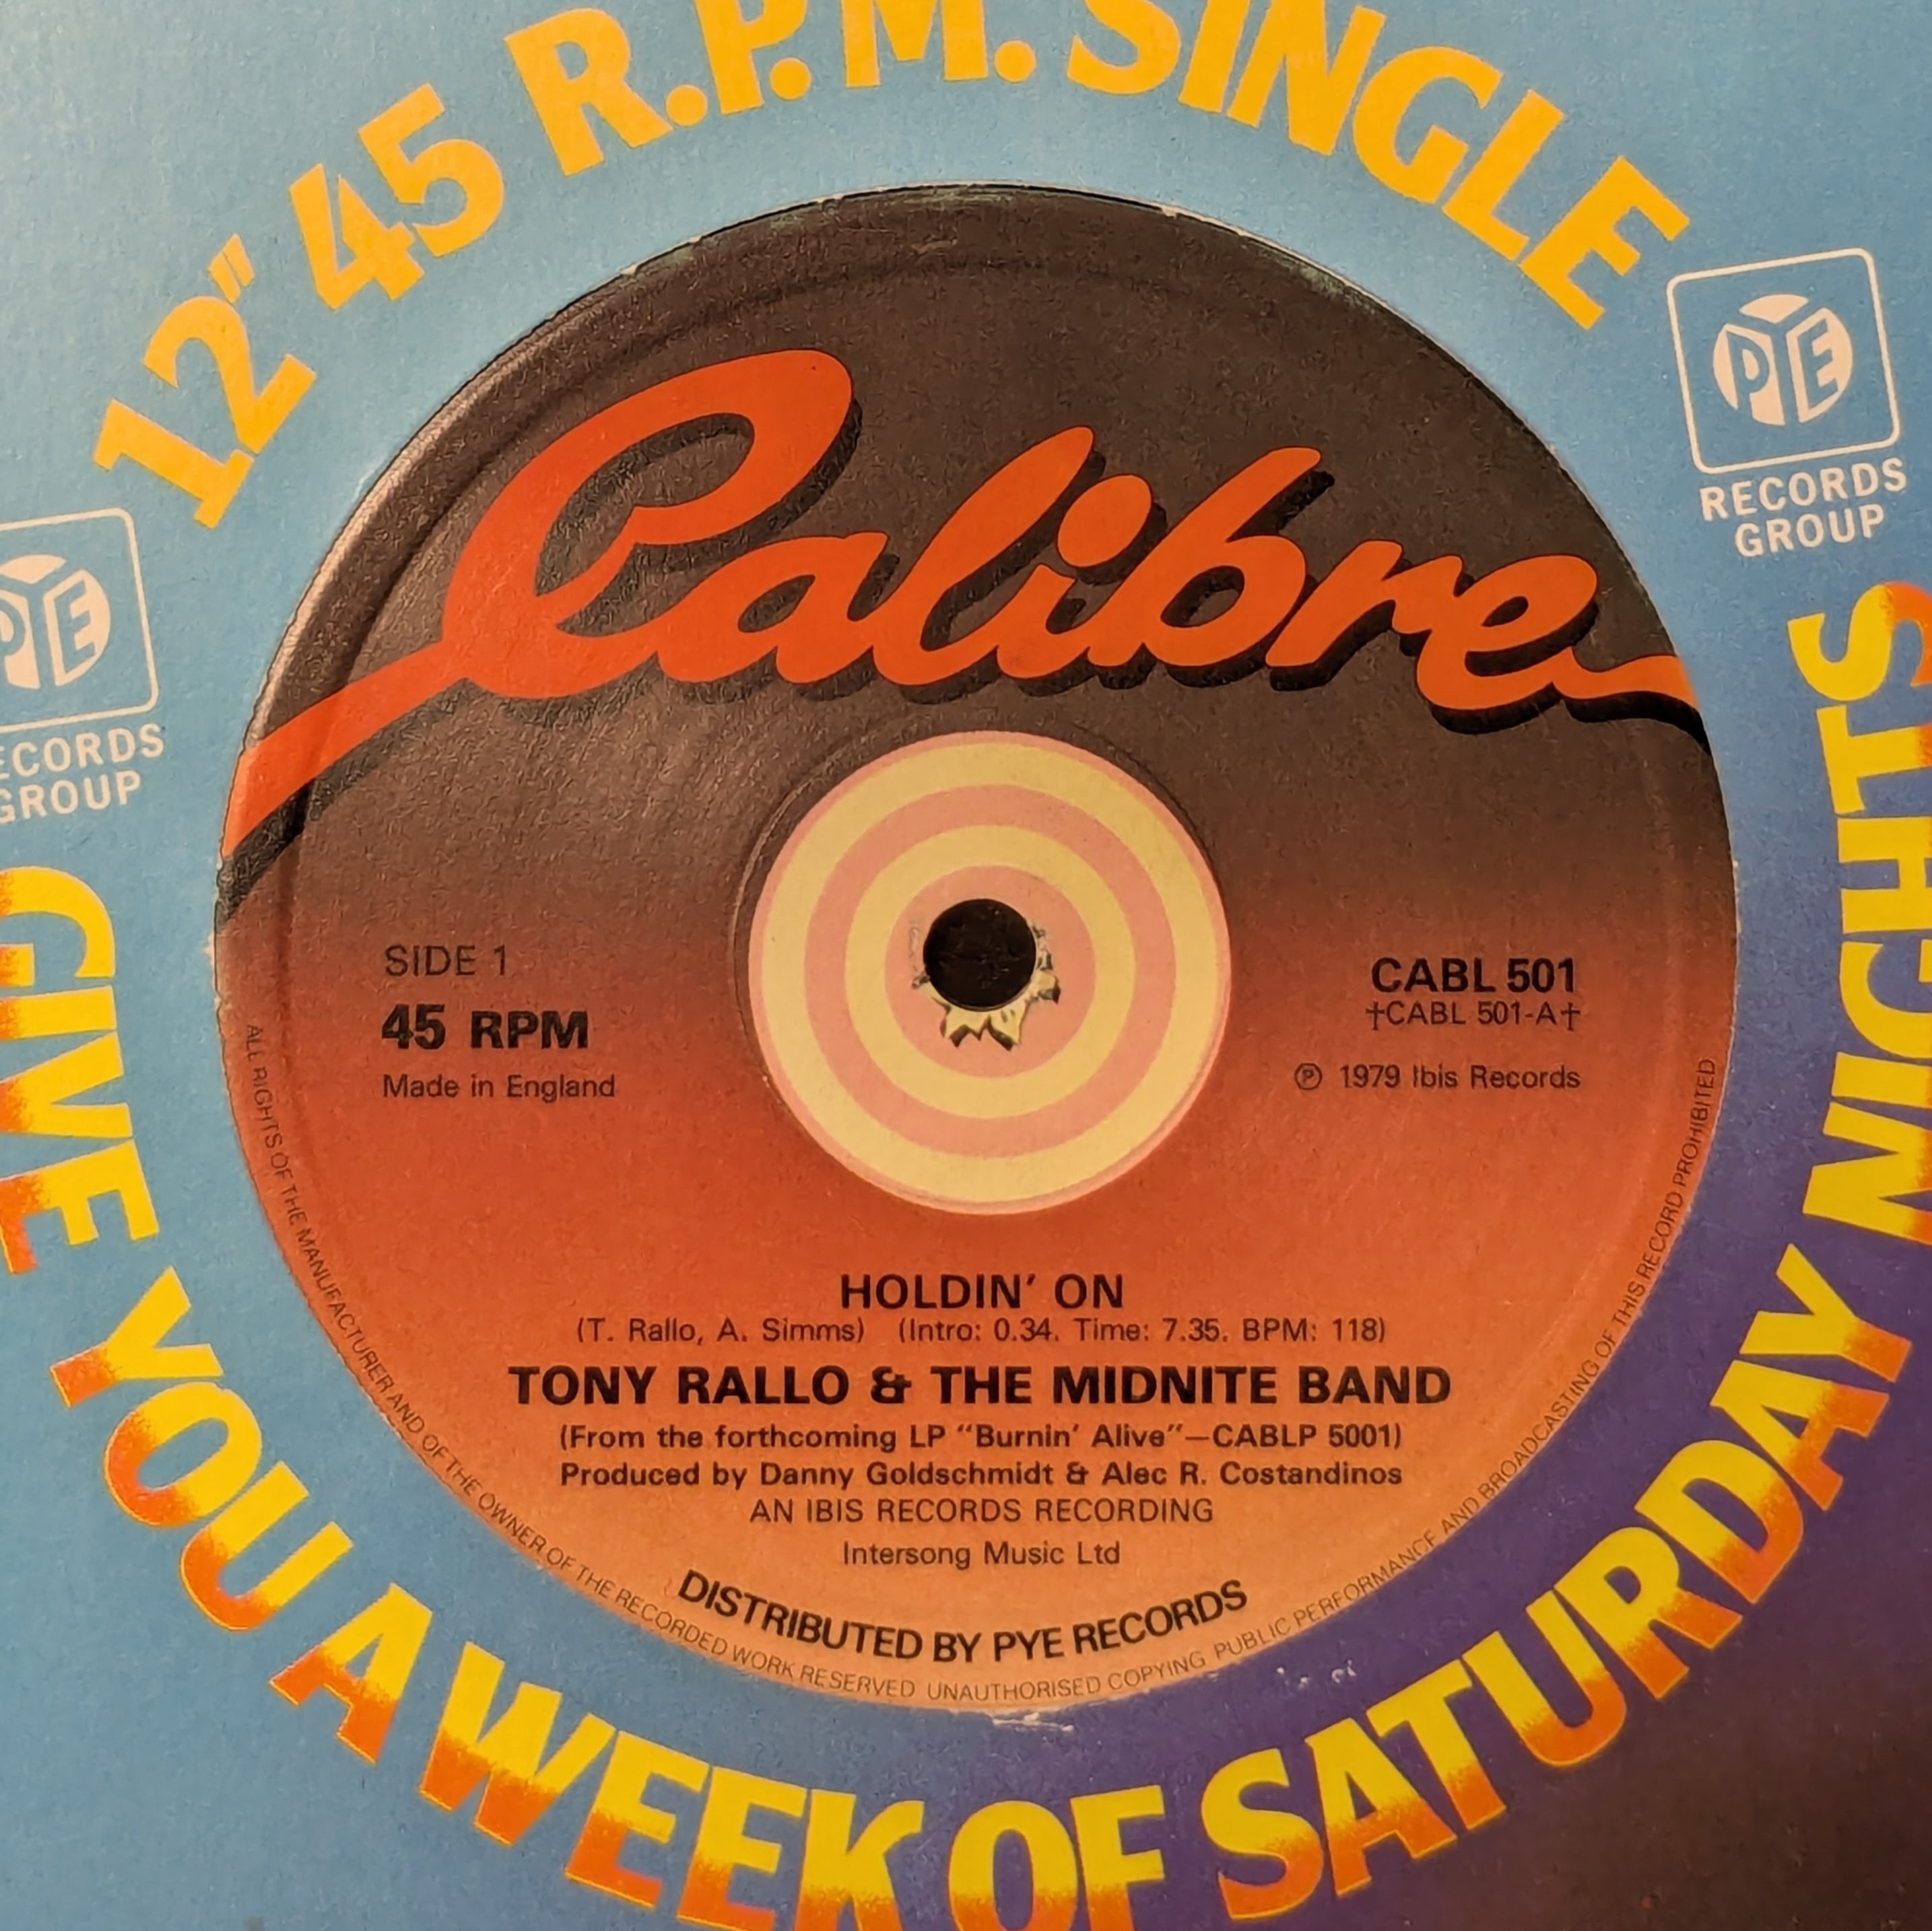 12" 45 R.P.M. SINGLE
PYE
RECORDS
GROUP
PYE
RECORDS
GROUP
Calibre
SIDE 1
45 RPM
Made in England
CABL 501
†CABL 501-A†
℗ 1979 Ibis Records
HOLDIN' ON
(T. Rallo, A. Simms) (Intro: 0.34. Time: 7.35. BPM: 118)
TONY RALLO & THE MIDNITE BAND
(From the forthcoming LP "Burnin' Alive"—CABLP 5001)
Produced by Danny Goldschmidt & Alec R. Costandinos
AN IBIS RECORDS RECORDING
Intersong Music Ltd
DISTRIBUTED BY PYE RECORDS
ALL RIGHTS OF THE MANUFACTURER AND OF THE OWNER OF THE RECORDED WORK RESERVED UNAUTHORISED COPYING PUBLIC PERFORMANCE AND BROADCASTING OF THIS RECORD PROHIBITED
GIVE YOU A WEEK OF SATURDAY NIGHTS